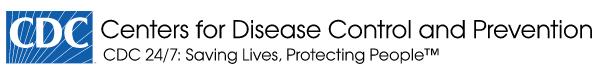 CDC Centers for Disease Control and Prevention
CDC 24/7: Saving Lives, Protecting People™